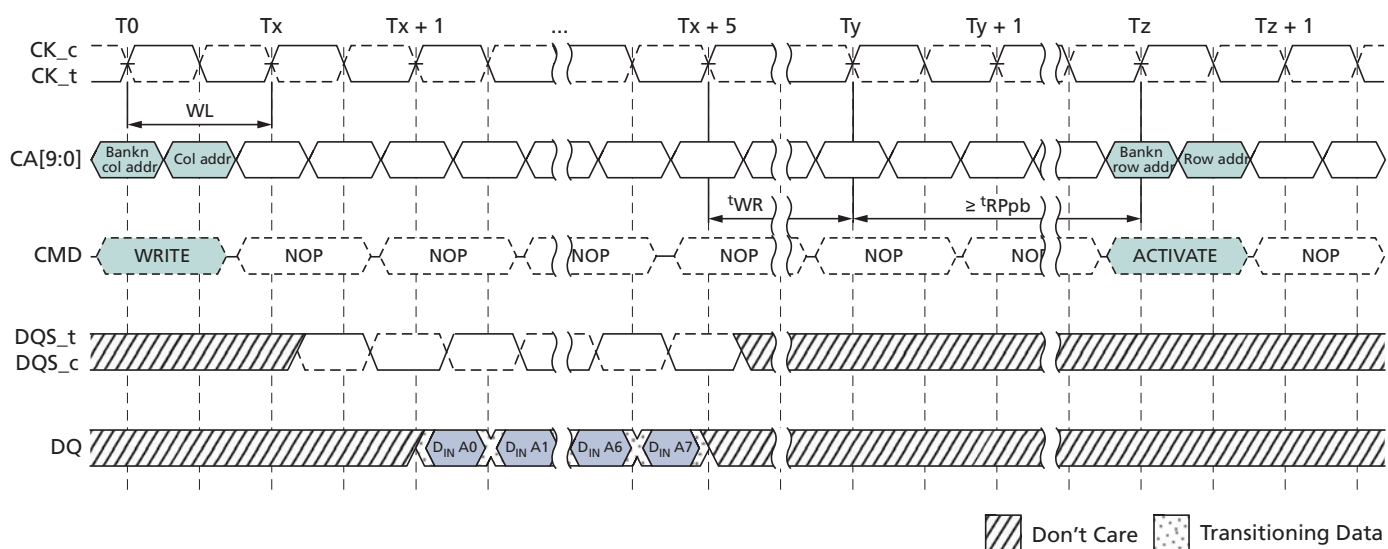 T0 Tx Tx + 1 ... Tx + 5 Ty Ty + 1 Tz Tz + 1
CK_c
CK_t
WL
CA[9:0] Bankn col addr Col addr Bankn row addr Row addr
tWR ≥ tRPpb
CMD WRITE NOP NOP NOP NOP NOP NOP ACTIVATE NOP
DQS_t
DQS_c
DQ DIN A0 DIN A1 DIN A6 DIN A7
Don't Care Transitioning Data